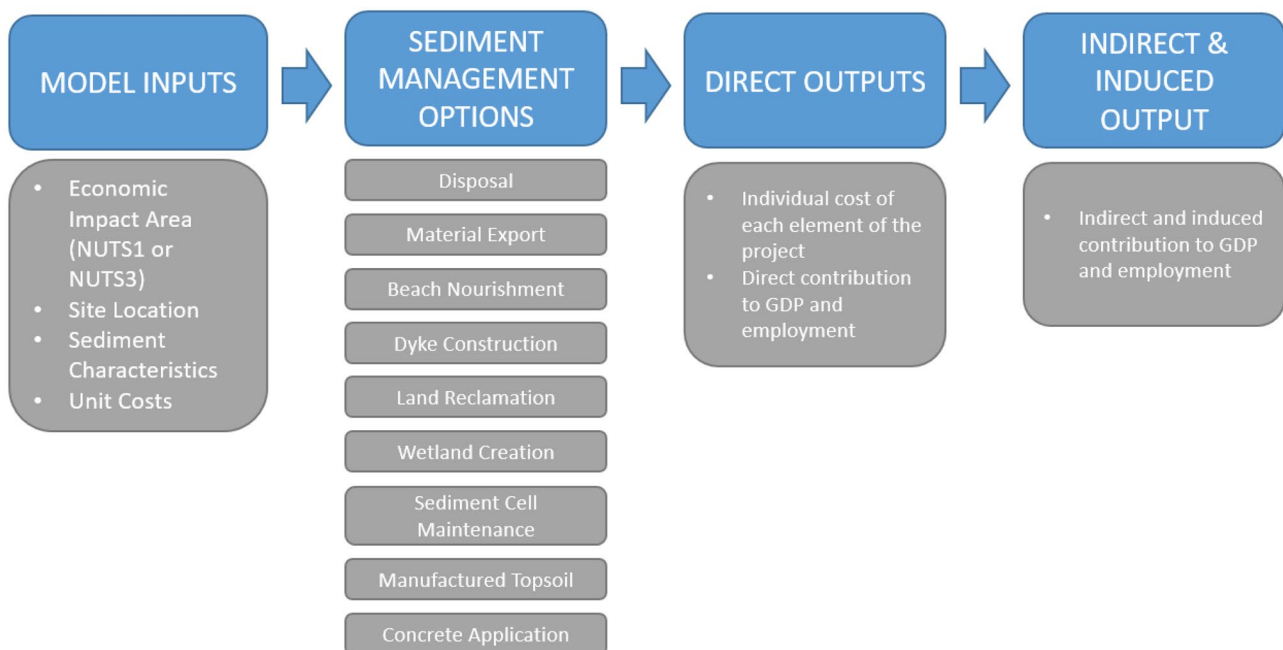 MODEL INPUTS
• Economic
Impact Area
(NUTS1 or
NUTS3)
• Site Location
• Sediment
Characteristics
• Unit Costs
SEDIMENT
MANAGEMENT
OPTIONS
Disposal
Material Export
Beach Nourishment
Dyke Construction
Land Reclamation
Wetland Creation
Sediment Cell
Maintenance
Manufactured Topsoil
Concrete Application
DIRECT OUTPUTS
• Individual cost of
each element of the
project
• Direct contribution
to GDP and
employment
INDIRECT &
INDUCED
OUTPUT
• Indirect and induced
contribution to GDP
and employment